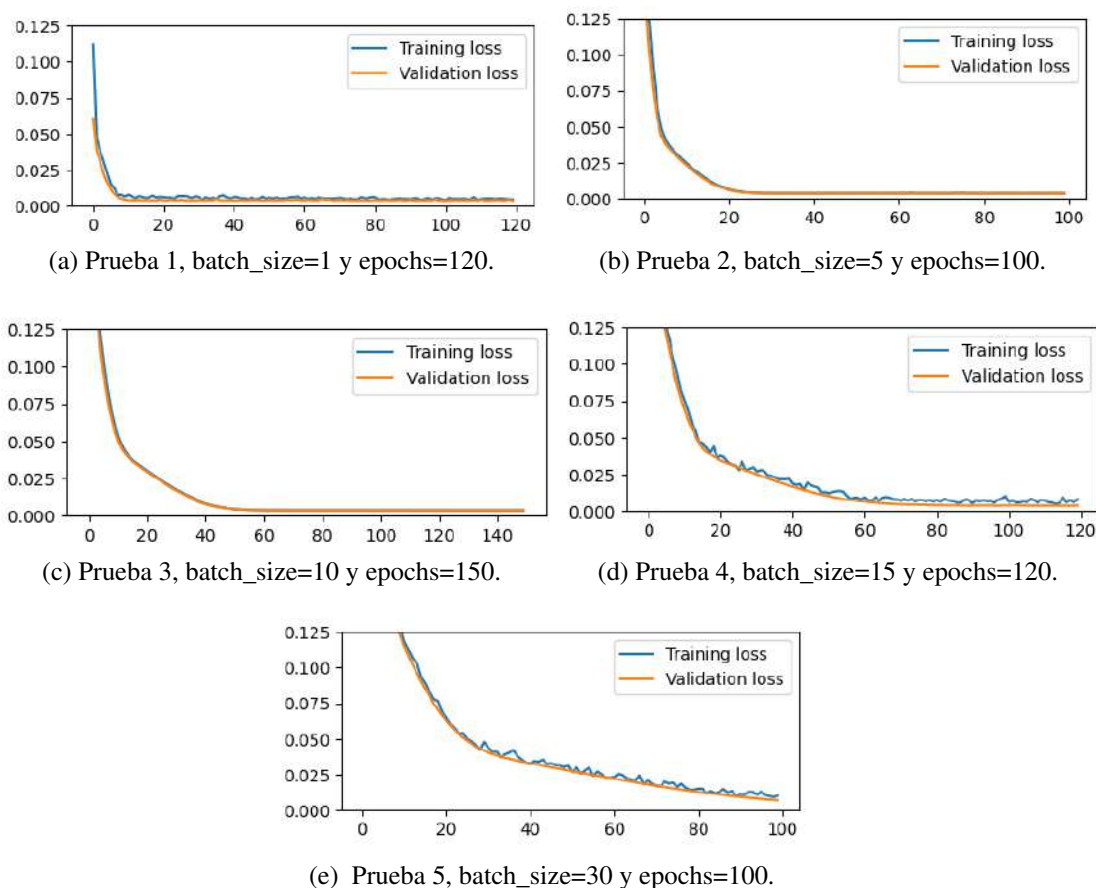 0.125
0.100
0.075
0.050
0.025
0.000
0 20 40 60 80 100 120
Training loss
Validation loss
(a) Prueba 1, batch_size=1 y epochs=120.
0.125
0.100
0.075
0.050
0.025
0.000
0 20 40 60 80 100
Training loss
Validation loss
(b) Prueba 2, batch_size=5 y epochs=100.
0.125
0.100
0.075
0.050
0.025
0.000
0 20 40 60 80 100 120 140
Training loss
Validation loss
(c) Prueba 3, batch_size=10 y epochs=150.
0.125
0.100
0.075
0.050
0.025
0.000
0 20 40 60 80 100 120
Training loss
Validation loss
(d) Prueba 4, batch_size=15 y epochs=120.
0.125
0.100
0.075
0.050
0.025
0.000
0 20 40 60 80 100
Training loss
Validation loss
(e) Prueba 5, batch_size=30 y epochs=100.